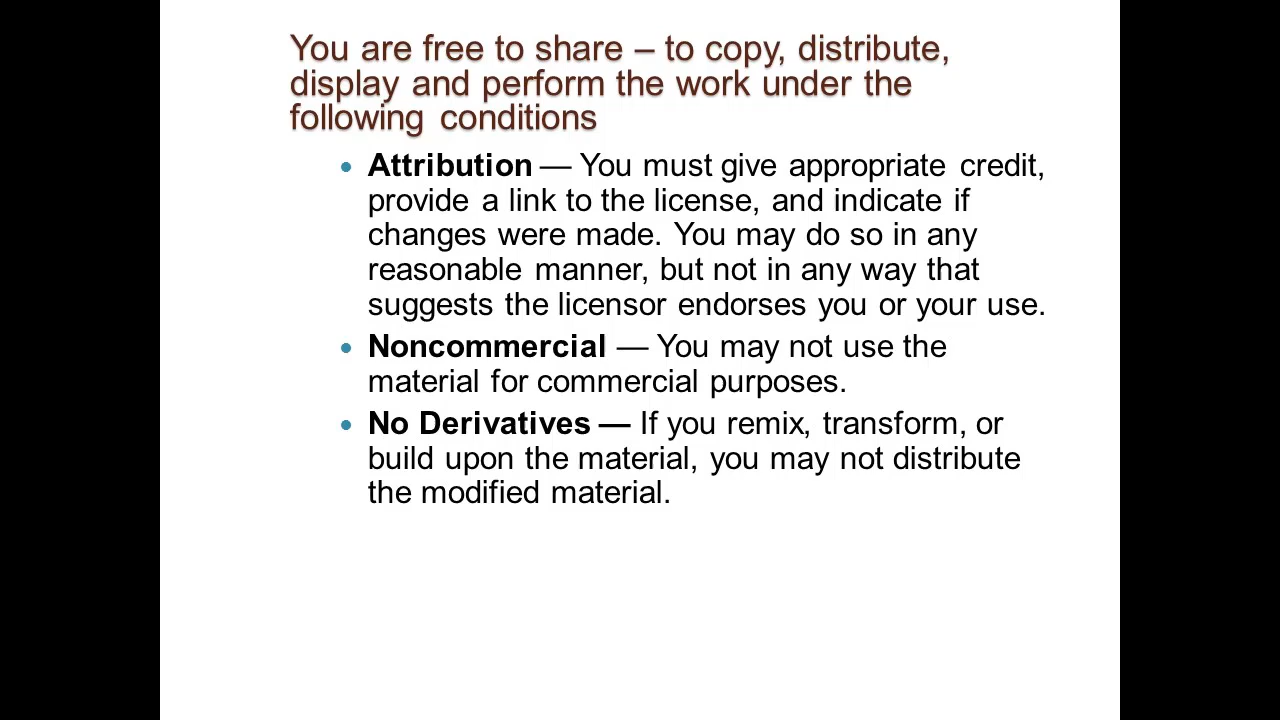 You are free to share – to copy, distribute,
display and perform the work under the
following conditions
• Attribution — You must give appropriate credit,
provide a link to the license, and indicate if
changes were made. You may do so in any
reasonable manner, but not in any way that
suggests the licensor endorses you or your use.
• Noncommercial — You may not use the
material for commercial purposes.
• No Derivatives — If you remix, transform, or
build upon the material, you may not distribute
the modified material.